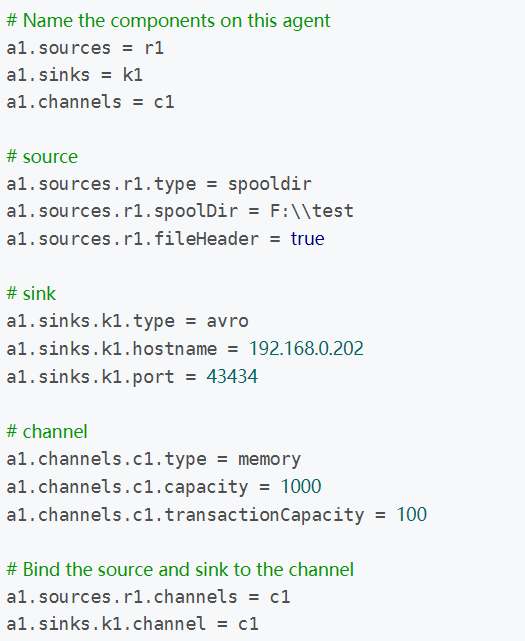 # Name the components on this agent
a1.sources = r1
a1.sinks = k1
a1.channels = c1
# source
a1.sources.r1.type = spooldir
a1.sources.r1.spoolDir = F:\\test
a1.sources.r1.fileHeader = true
# sink
a1.sinks.k1.type = avro
a1.sinks.k1.hostname = 192.168.0.202
a1.sinks.k1.port = 43434
# channel
a1.channels.c1.type = memory
a1.channels.c1.capacity = 1000
a1.channels.c1.transactionCapacity = 100
# Bind the source and sink to the channel
a1.sources.r1.channels = c1
a1.sinks.k1.channel = c1